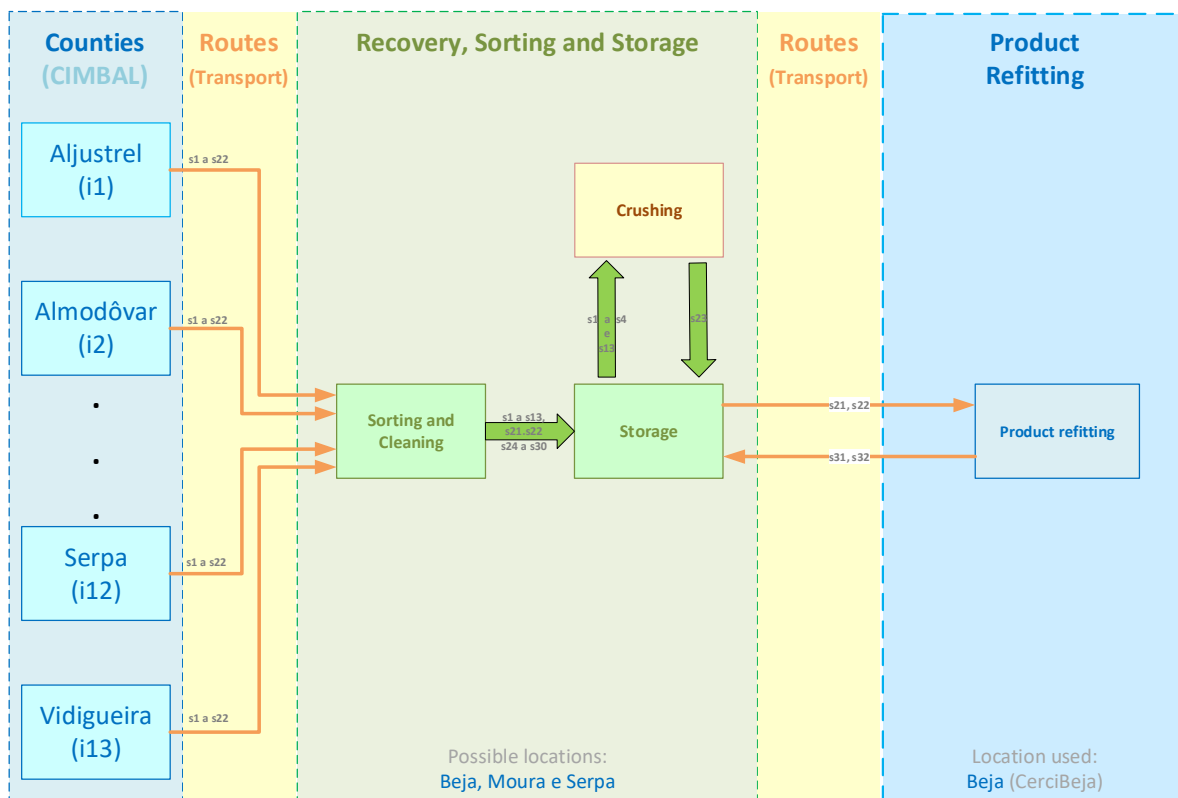 Counties
(CIMBAL)
Routes
(Transport)
Recovery, Sorting and Storage
Routes
(Transport)
Product
Refitting
Aljustrel
(i1)
s1 a s22
Crushing
Almodôvar
(i2)
s1 a s22
s1 a s4
e
s13
s23
.
.
.
Sorting and
Cleaning
s1 a s13,
s21.s22
s24 a s30
Storage
s21, s22
s31, s32
Product refitting
Serpa
(i12)
s1 a s22
Vidigueira
(i13)
s1 a s22
Possible locations:
Beja, Moura e Serpa
Location used:
Beja (CerciBeja)